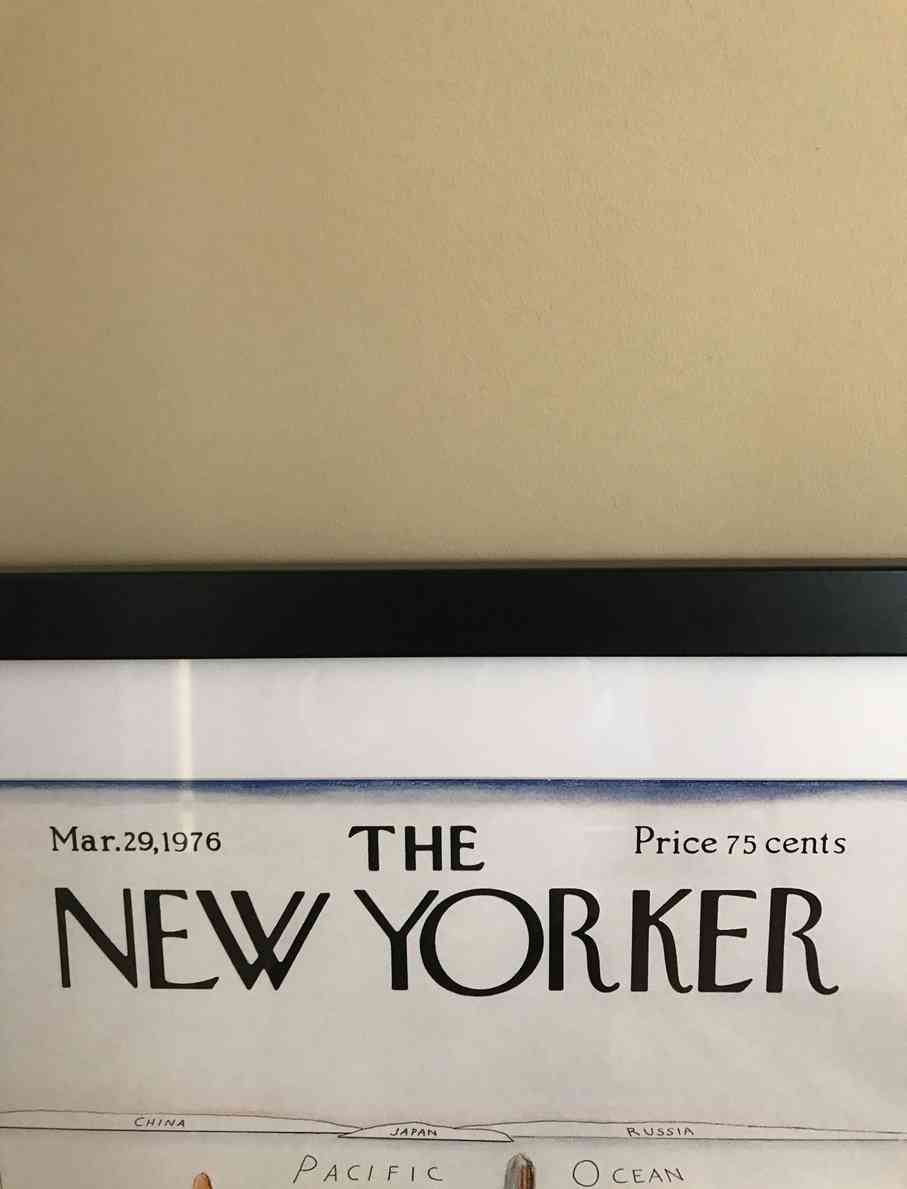 Mar.29,1976
THE
Price 75 cents
NEW YORKER
CHINA
JAPAN
RUSSIA
PACIFIC OCEAN